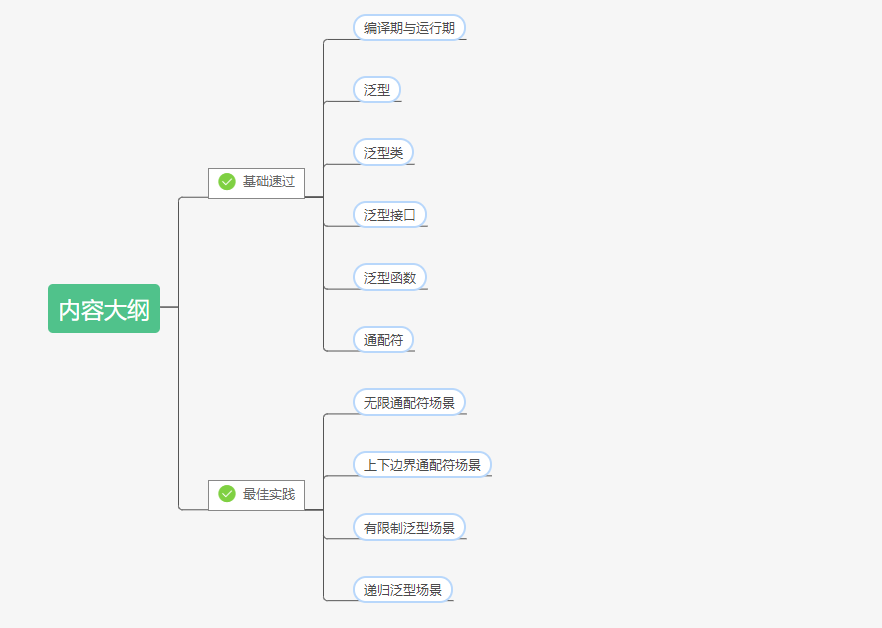 内容大纲
基础速过
编译期与运行期
泛型
泛型类
泛型接口
泛型函数
通配符
最佳实践
无限通配符场景
上下边界通配符场景
有限制泛型场景
递归泛型场景